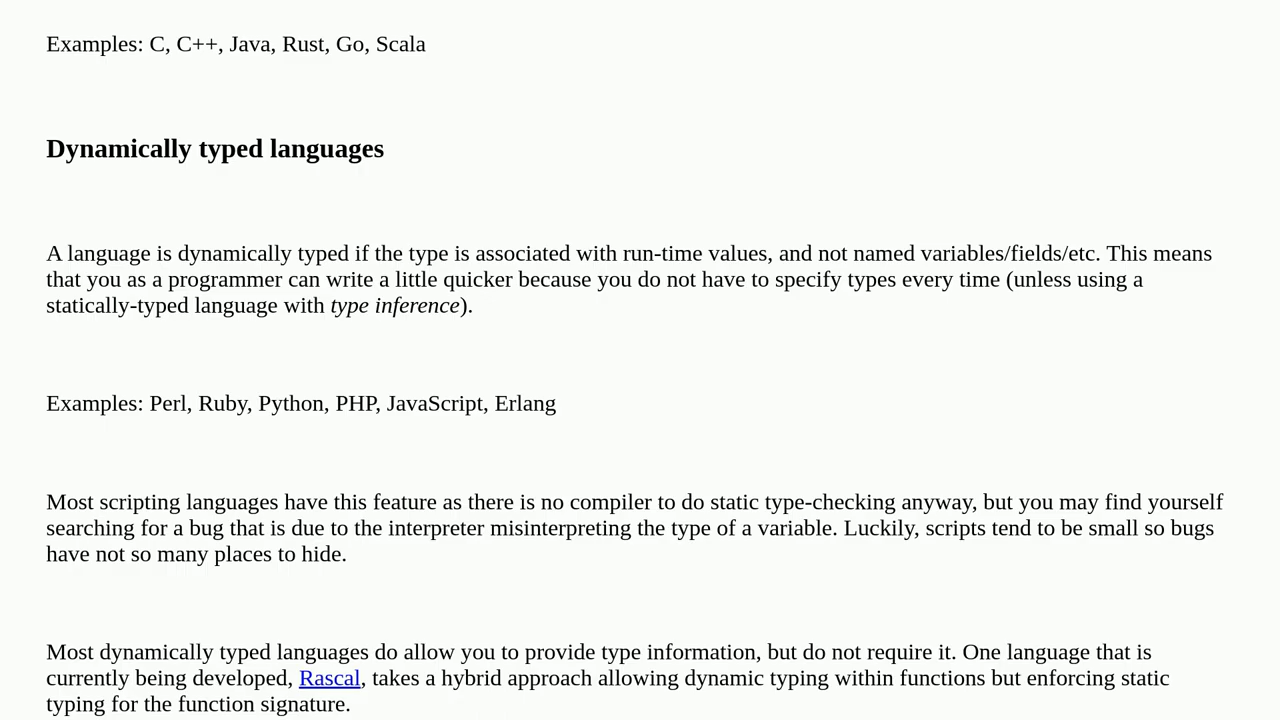 Examples: C, C++, Java, Rust, Go, Scala
Dynamically typed languages
A language is dynamically typed if the type is associated with run-time values, and not named variables/fields/etc. This means
that you as a programmer can write a little quicker because you do not have to specify types every time (unless using a
statically-typed language with type inference).
Examples: Perl, Ruby, Python, PHP, JavaScript, Erlang
Most scripting languages have this feature as there is no compiler to do static type-checking anyway, but you may find yourself
searching for a bug that is due to the interpreter misinterpreting the type of a variable. Luckily, scripts tend to be small so bugs
have not so many places to hide.
Most dynamically typed languages do allow you to provide type information, but do not require it. One language that is
currently being developed, Rascal, takes a hybrid approach allowing dynamic typing within functions but enforcing static
typing for the function signature.